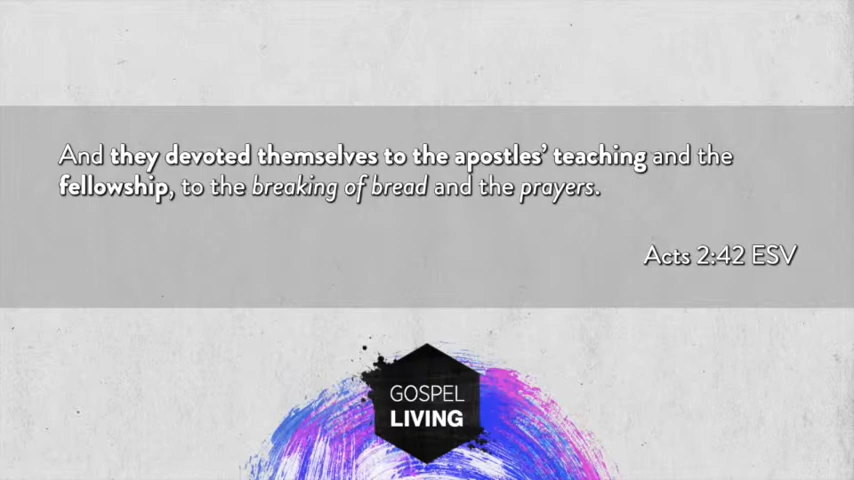 And they devoted themselves to the apostles’ teaching and the
fellowship, to the breaking of bread and the prayers.
Acts 2:42 ESV
GOSPEL
LIVING